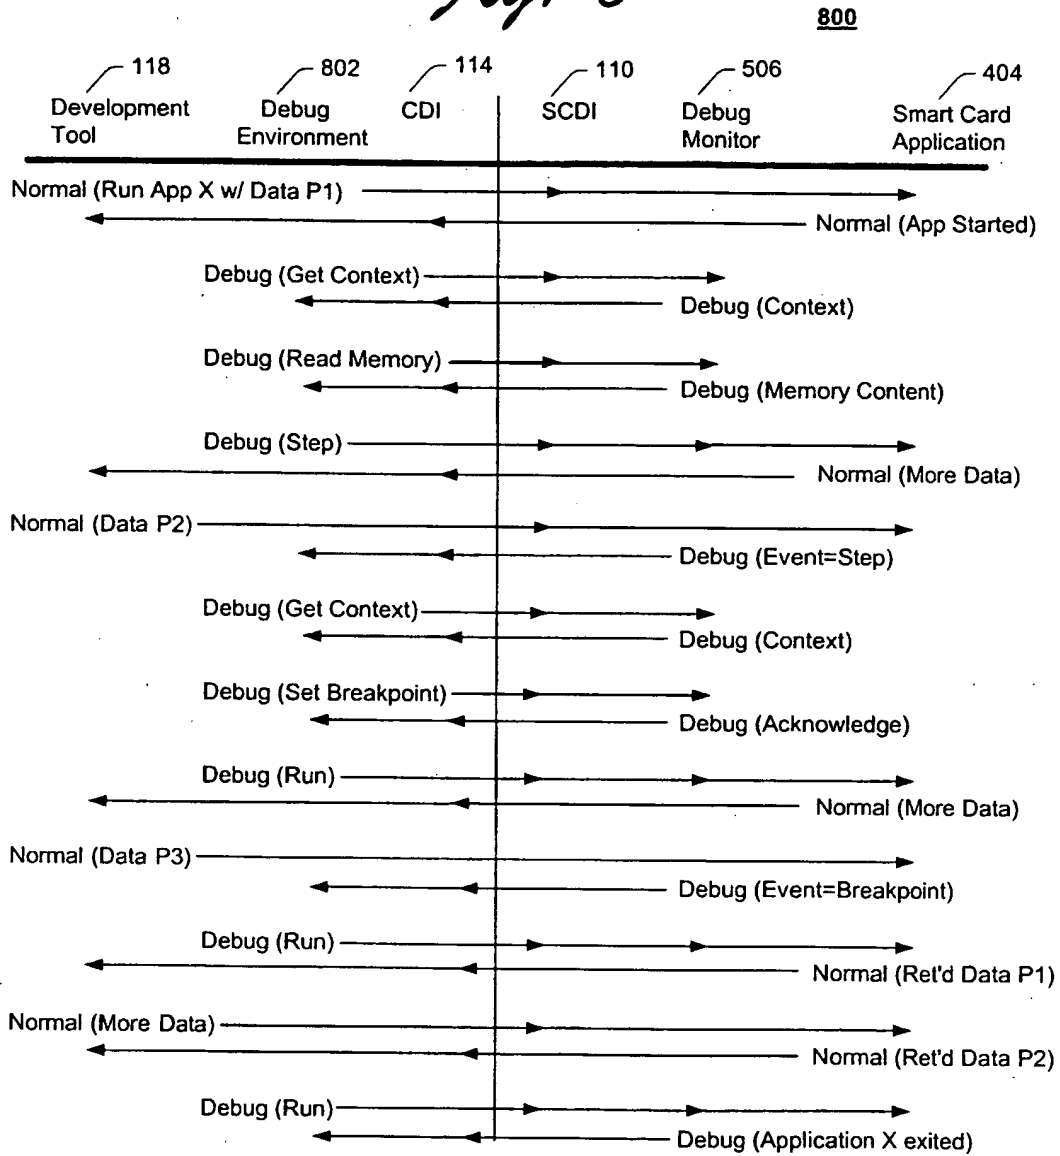 800
118 802 114 110 506 404
Development Tool Debug Environment CDI SCDI Debug Monitor Smart Card Application
Normal (Run App X w/ Data P1)
Normal (App Started)
Debug (Get Context)
Debug (Context)
Debug (Read Memory)
Debug (Memory Content)
Debug (Step)
Normal (More Data)
Normal (Data P2)
Debug (Event=Step)
Debug (Get Context)
Debug (Context)
Debug (Set Breakpoint)
Debug (Acknowledge)
Debug (Run)
Normal (More Data)
Normal (Data P3)
Debug (Event=Breakpoint)
Debug (Run)
Normal (Ret'd Data P1)
Normal (More Data)
Normal (Ret'd Data P2)
Debug (Run)
Debug (Application X exited)